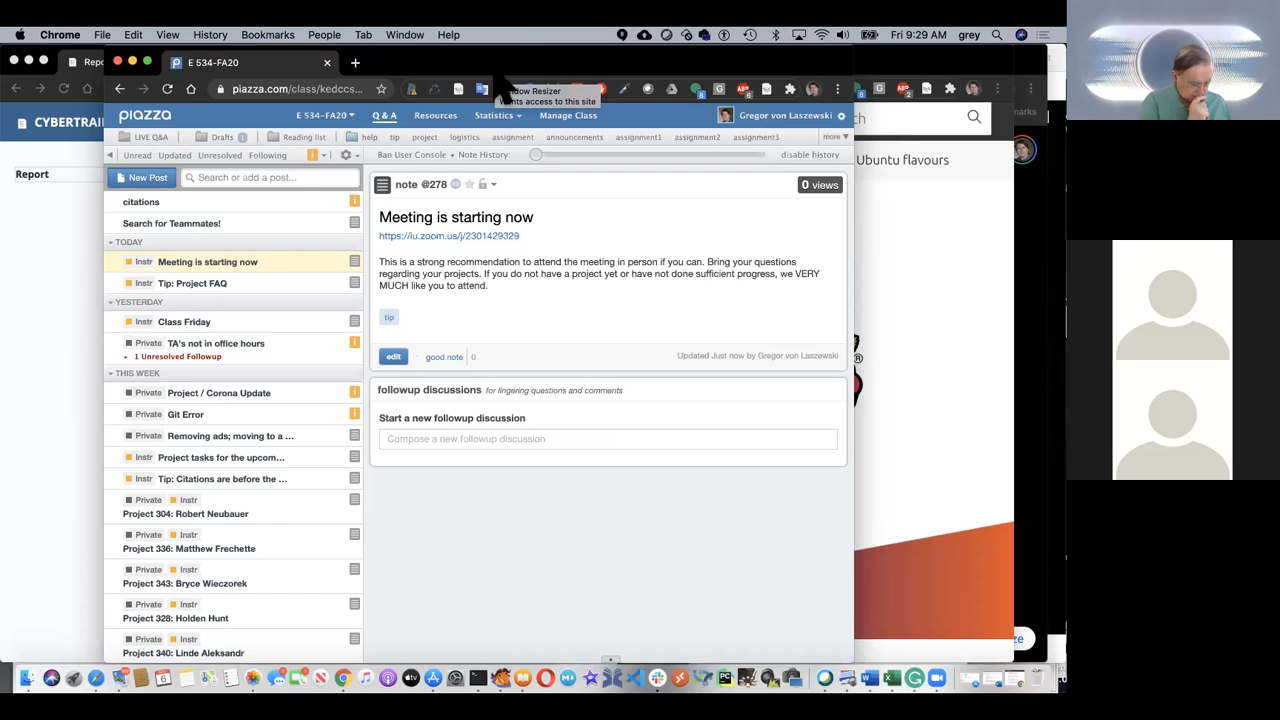 Chrome File Edit View History Bookmarks People Tab Window Help Fri 9:29 AM grey
E 534-FA20
piazza.com/class/kedccs...
CYBERTRAI
Report
Window Resizer
Wants access to this site
piazza E 534-FA20 Q & A Resources Statistics Manage Class Gregor von Laszewski
LIVE Q&A Drafts 1 Reading list help tip project logistics assignment announcements assignment1 assignment2 assignment3 more
Unread Updated Unresolved Following
Ban User Console Note History: disable history
New Post Search or add a post...
citations
Search for Teammates!
TODAY
Instr Meeting is starting now
Instr Tip: Project FAQ
YESTERDAY
Instr Class Friday
Private TA's not in office hours
• 1 Unresolved Followup
THIS WEEK
Private Project / Corona Update
Private Git Error
Private Removing ads; moving to a ...
Instr Project tasks for the upcom...
Instr Tip: Citations are before the ...
Private Instr
Project 304: Robert Neubauer
Private Instr
Project 336: Matthew Frechette
Private Instr
Project 343: Bryce Wieczorek
Private Instr
Project 328: Holden Hunt
Private Instr
Project 340: Linde Aleksandr
note @278 0 views
Meeting is starting now
https://iu.zoom.us/j/2301429329
This is a strong recommendation to attend the meeting in person if you can. Bring your questions
regarding your projects. If you do not have a project yet or have not done sufficient progress, we VERY
MUCH like you to attend.
tip
edit good note 0 Updated Just now by Gregor von Laszewski
followup discussions for lingering questions and comments
Start a new followup discussion
Compose a new followup discussion
Ubuntu flavours